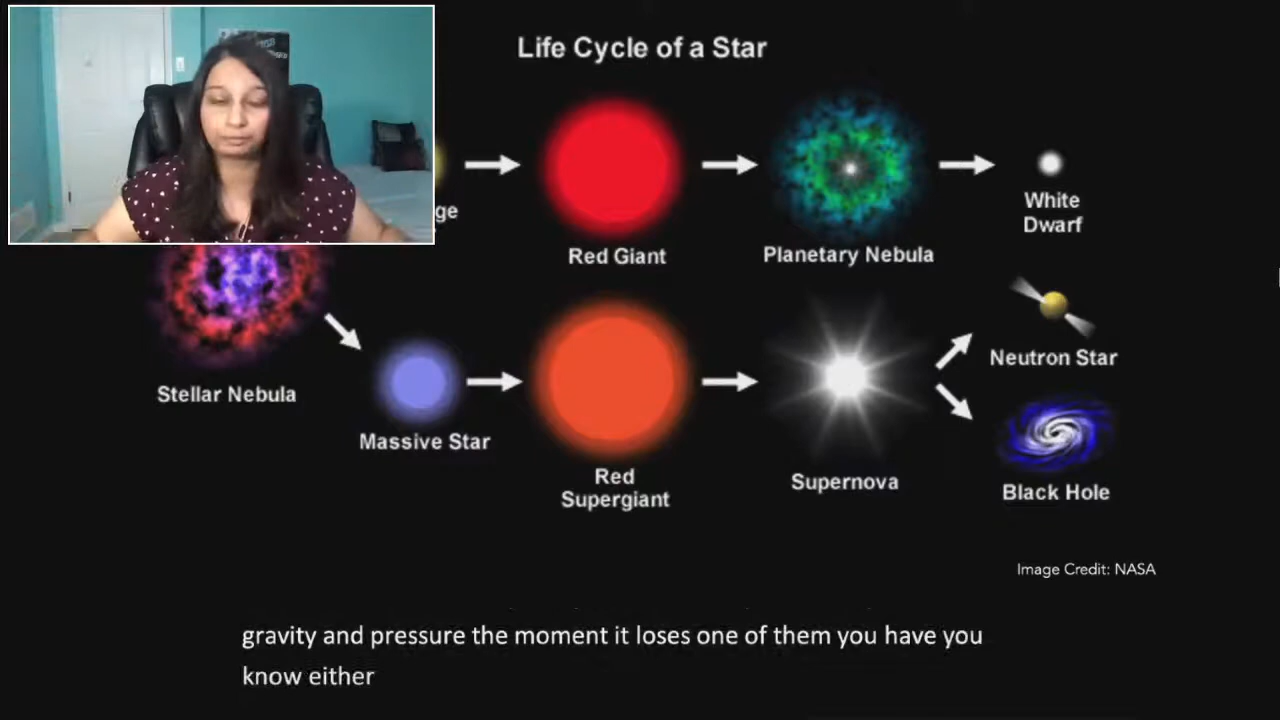 Life Cycle of a Star
ge
White
Dwarf
Red Giant
Planetary Nebula
Neutron Star
Stellar Nebula
Massive Star
Red
Supergiant
Supernova
Black Hole
Image Credit: NASA
gravity and pressure the moment it loses one of them you have you
know either